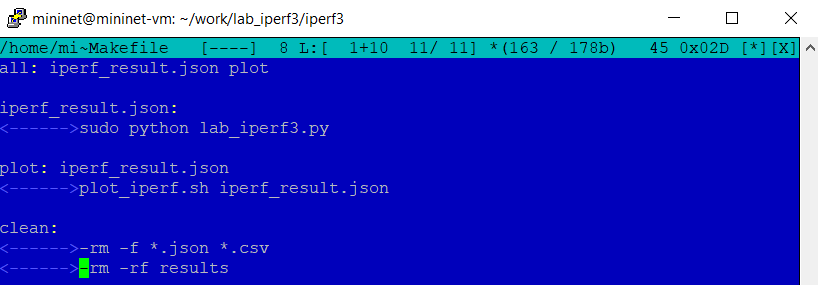 mininet@mininet-vm: ~/work/lab_iperf3/iperf3
/home/mi~Makefile   [----]  8 L:[  1+10  11/ 11] *(163 / 178b)   45 0x02D [*][X]
all: iperf_result.json plot
iperf_result.json:
<------>sudo python lab_iperf3.py
plot: iperf_result.json
<------>plot_iperf.sh iperf_result.json
clean:
<------>-rm -f *.json *.csv
<------>-rm -rf results